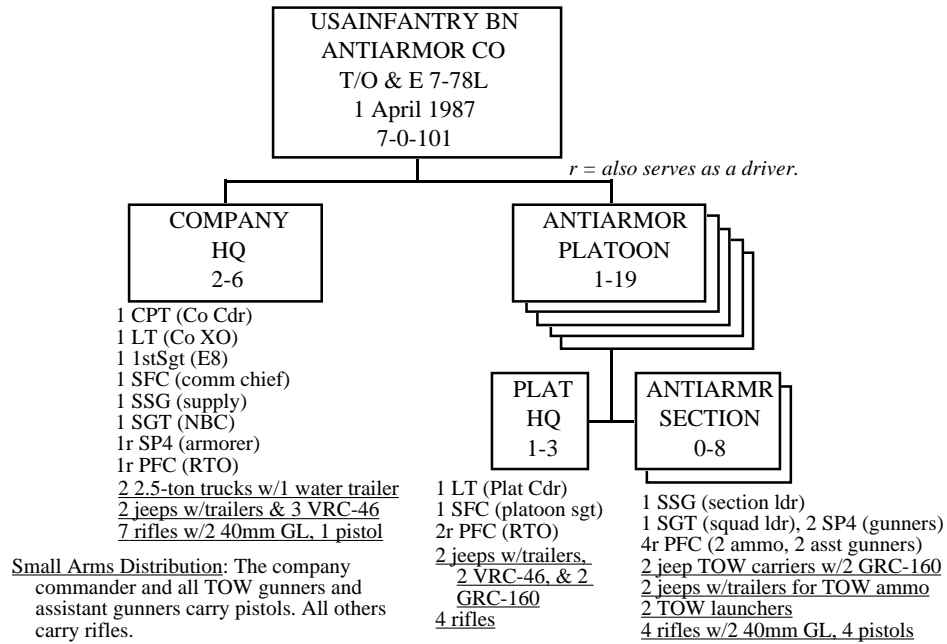 USAINFANTRY BN
ANTIARMOR CO
T/O & E 7-78L
1 April 1987
7-0-101
r = also serves as a driver.
COMPANY
HQ
2-6
1 CPT (Co Cdr)
1 LT (Co XO)
1 1stSgt (E8)
1 SFC (comm chief)
1 SSG (supply)
1 SGT (NBC)
1r SP4 (armorer)
1r PFC (RTO)
2 2.5-ton trucks w/1 water trailer
2 jeeps w/trailers & 3 VRC-46
7 rifles w/2 40mm GL, 1 pistol
Small Arms Distribution: The company
commander and all TOW gunners and
assistant gunners carry pistols. All others
carry rifles.
ANTIARMOR
PLATOON
1-19
PLAT
HQ
1-3
1 LT (Plat Cdr)
1 SFC (platoon sgt)
2r PFC (RTO)
2 jeeps w/trailers,
2 VRC-46, & 2
GRC-160
4 rifles
ANTIARMR
SECTION
0-8
1 SSG (section ldr)
1 SGT (squad ldr), 2 SP4 (gunners)
4r PFC (2 ammo, 2 asst gunners)
2 jeep TOW carriers w/2 GRC-160
2 jeeps w/trailers for TOW ammo
2 TOW launchers
4 rifles w/2 40mm GL, 4 pistols